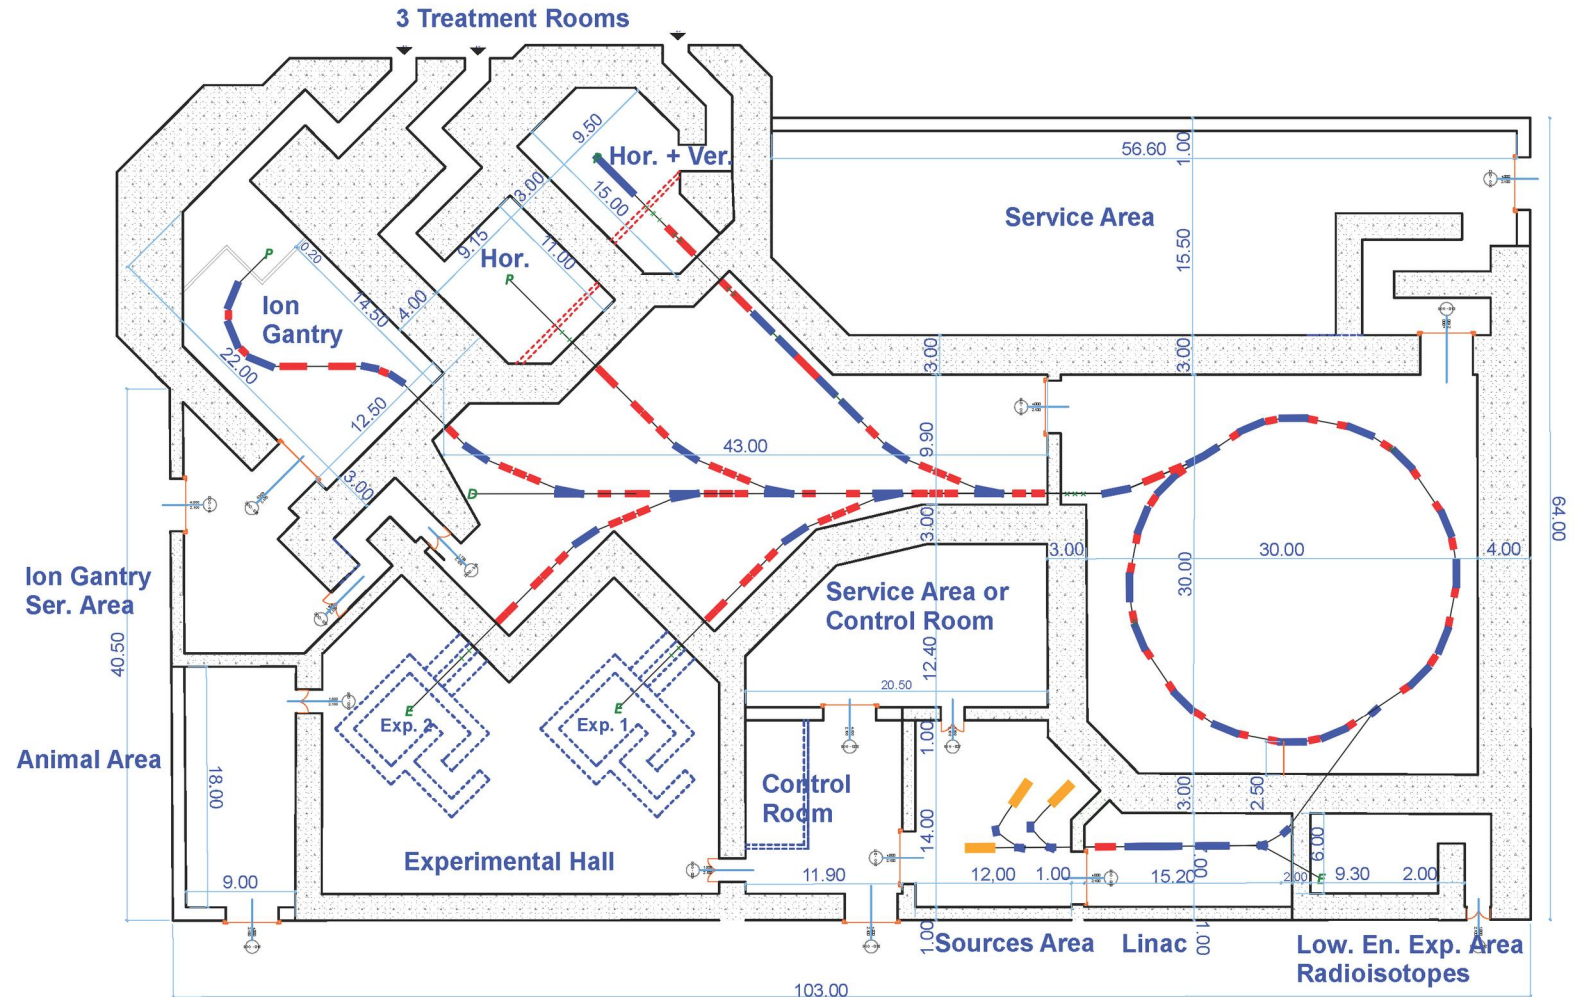 3 Treatment Rooms
9.50
Hor. + Ver.
56.60
1.00
3.00
15.00
Service Area
9.15
11.00
15.50
Hor.
P
P
0.20
Ion
Gantry
14.50
4.00
22.00
3.00
3.00
12.50
43.00
9.90
3.00
D
3.00
64.00
3.00
30.00
4.00
30.00
Ion Gantry
Ser. Area
Service Area or
Control Room
40.50
12.40
20.50
E
E
Exp. 2
Exp. 1
1.00
Animal Area
18.00
Control
Room
3.00
2.50
14.00
6.00
Experimental Hall
9.00
11.90
12,00
1.00
15.20
2.00
9.30
2.00
E
1.00
1.00
Sources Area
Linac
Low. En. Exp. Area
Radioisotopes
103.00